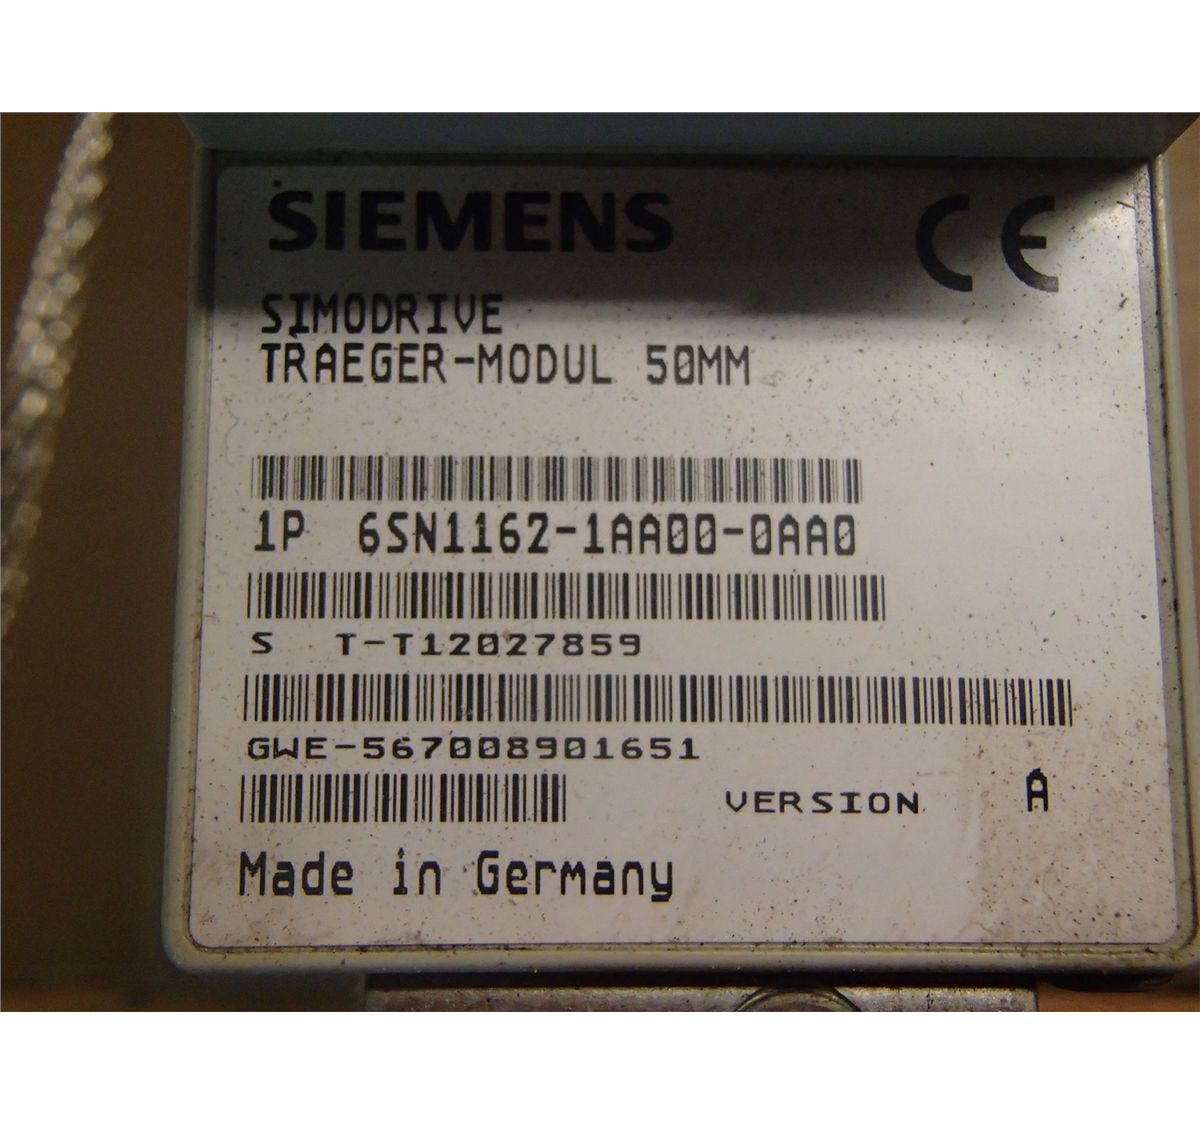 SIEMENS
CE
SIMODRIVE
TRAEGER-MODUL 50MM
1P 6SN1162-1AA00-0AA0
S T-T12027859
GWE-567008901651
VERSION A
Made in Germany